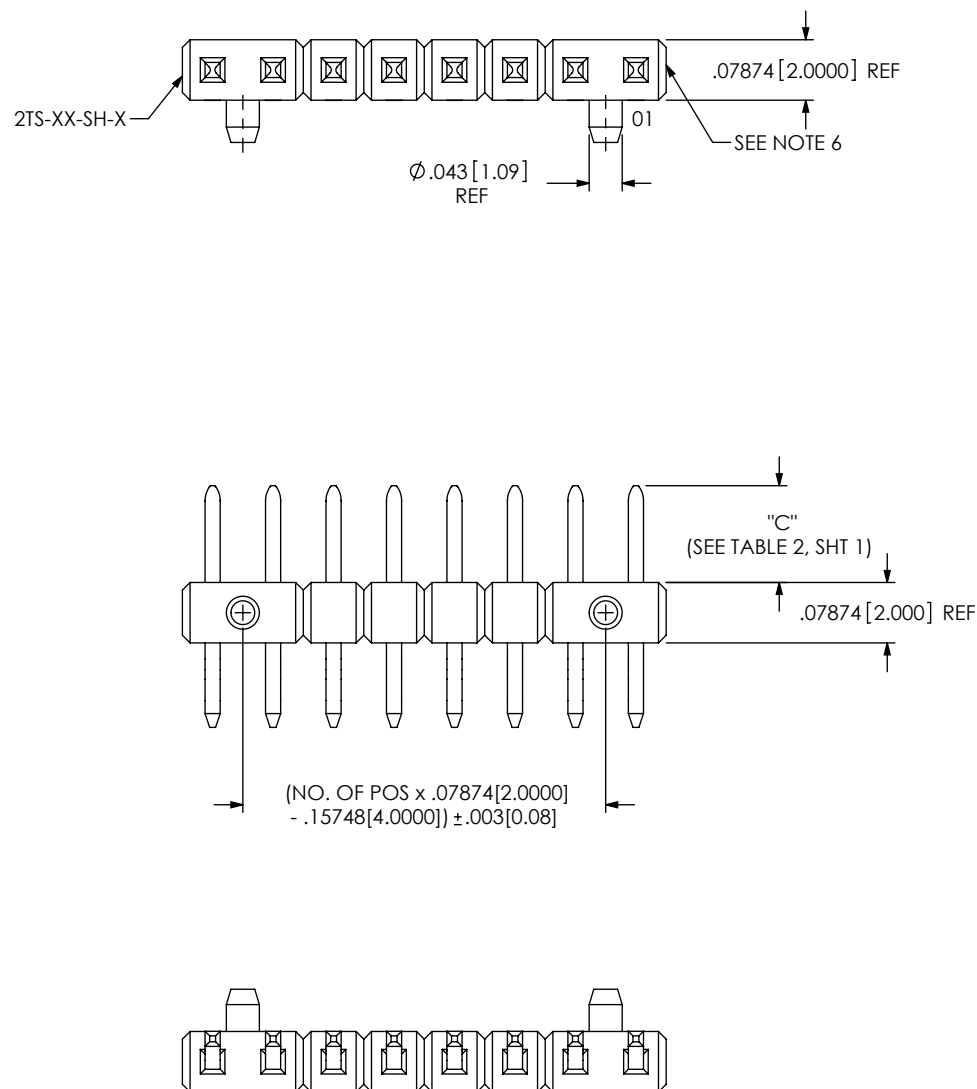 .07874[2.0000] REF
2TS-XX-SH-X
01
SEE NOTE 6
Ø.043[1.09]
REF
"C"
(SEE TABLE 2, SHT 1)
.07874[2.000] REF
(NO. OF POS x .07874[2.0000]
- .15748[4.0000]) ±.003[0.08]